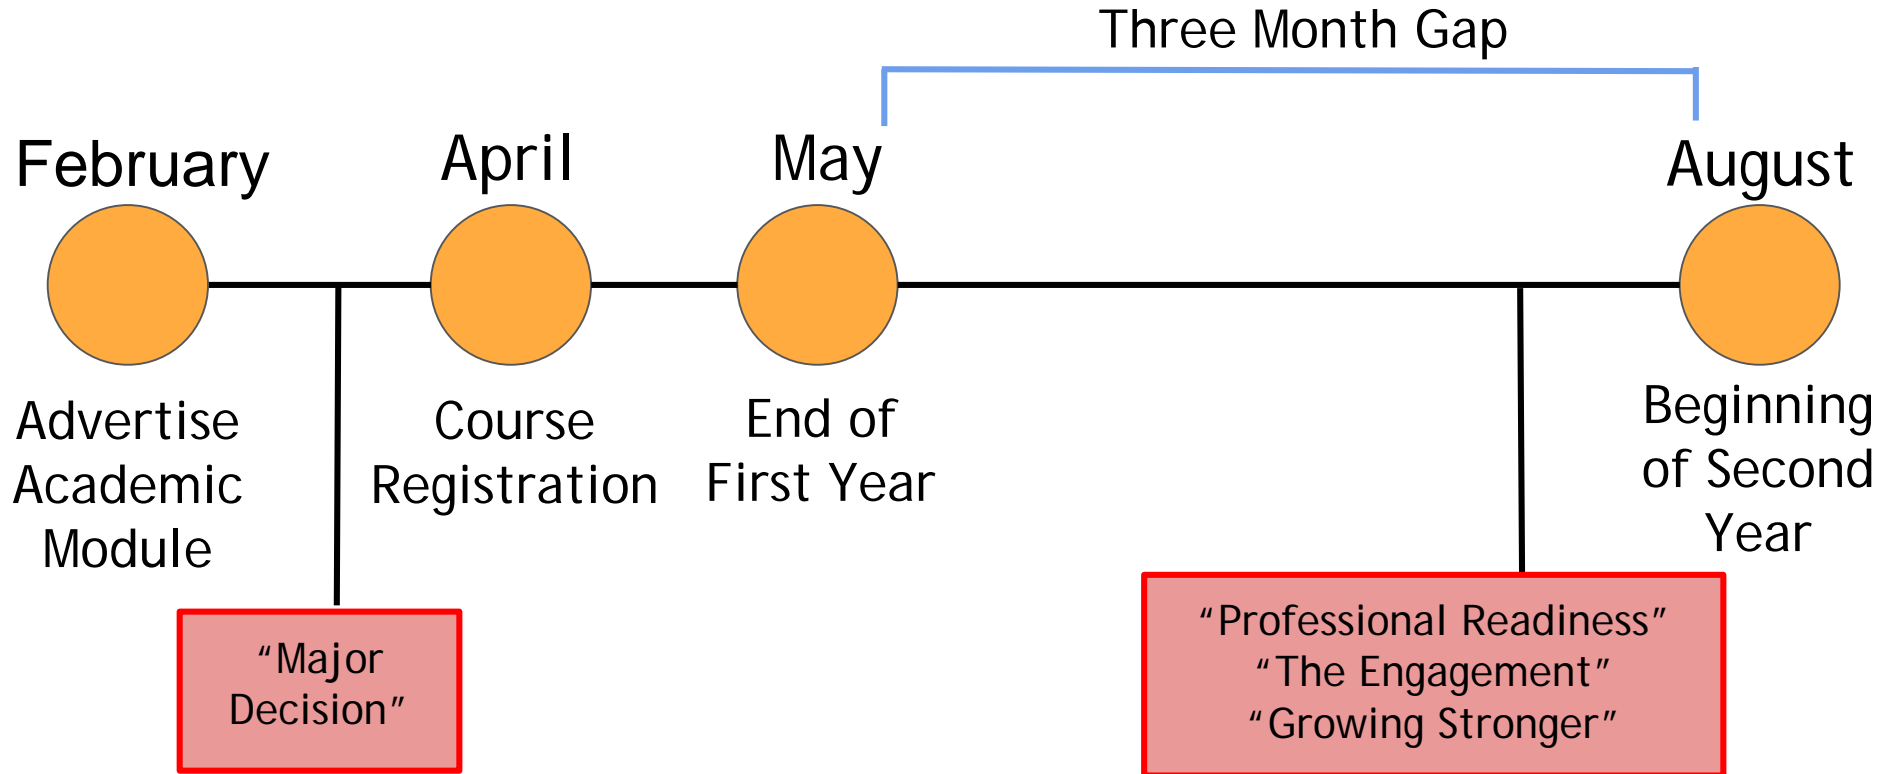 Three Month Gap
February
April
May
August
Advertise
Academic
Module
Course
Registration
End of
First Year
Beginning
of Second
Year
“Major
Decision”
“Professional Readiness”
“The Engagement”
“Growing Stronger”